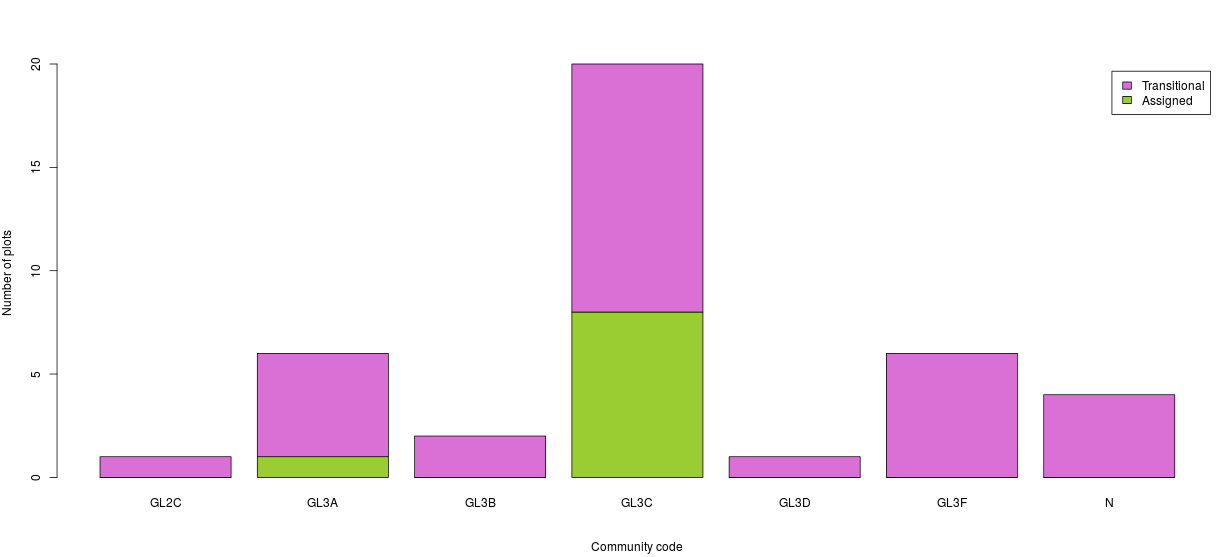 20
15
10
5
0
Number of plots
Transitional
Assigned
GL2C GL3A GL3B GL3C GL3D GL3F N
Community code